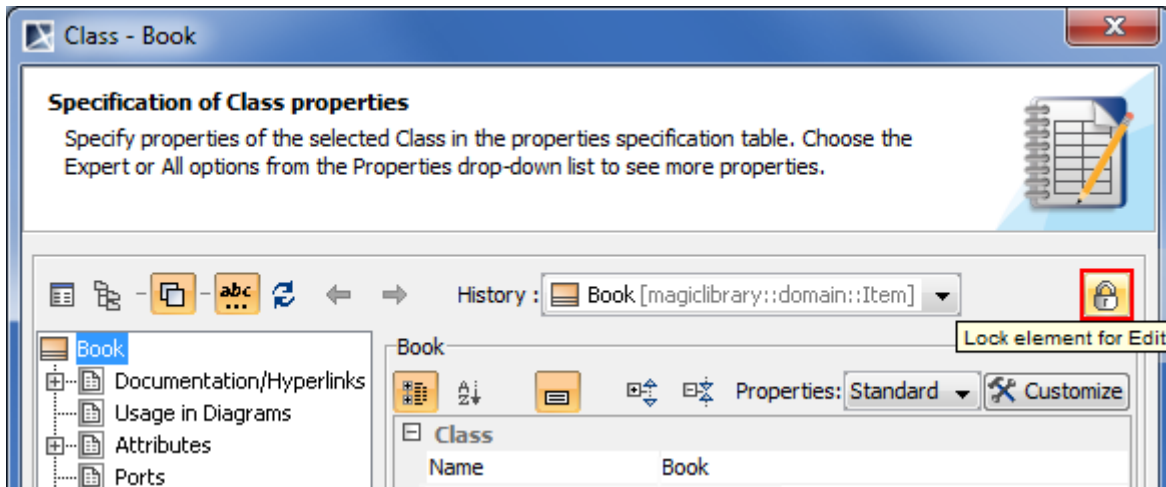 Class - Book
Specification of Class properties
Specify properties of the selected Class in the properties specification table. Choose the
Expert or All options from the Properties drop-down list to see more properties.
abc
History : Book [magiclibrary::domain::Item]
Lock element for Edit
Book
Documentation/Hyperlinks
Usage in Diagrams
Attributes
Ports
Book
Properties: Standard Customize
Class
Name Book